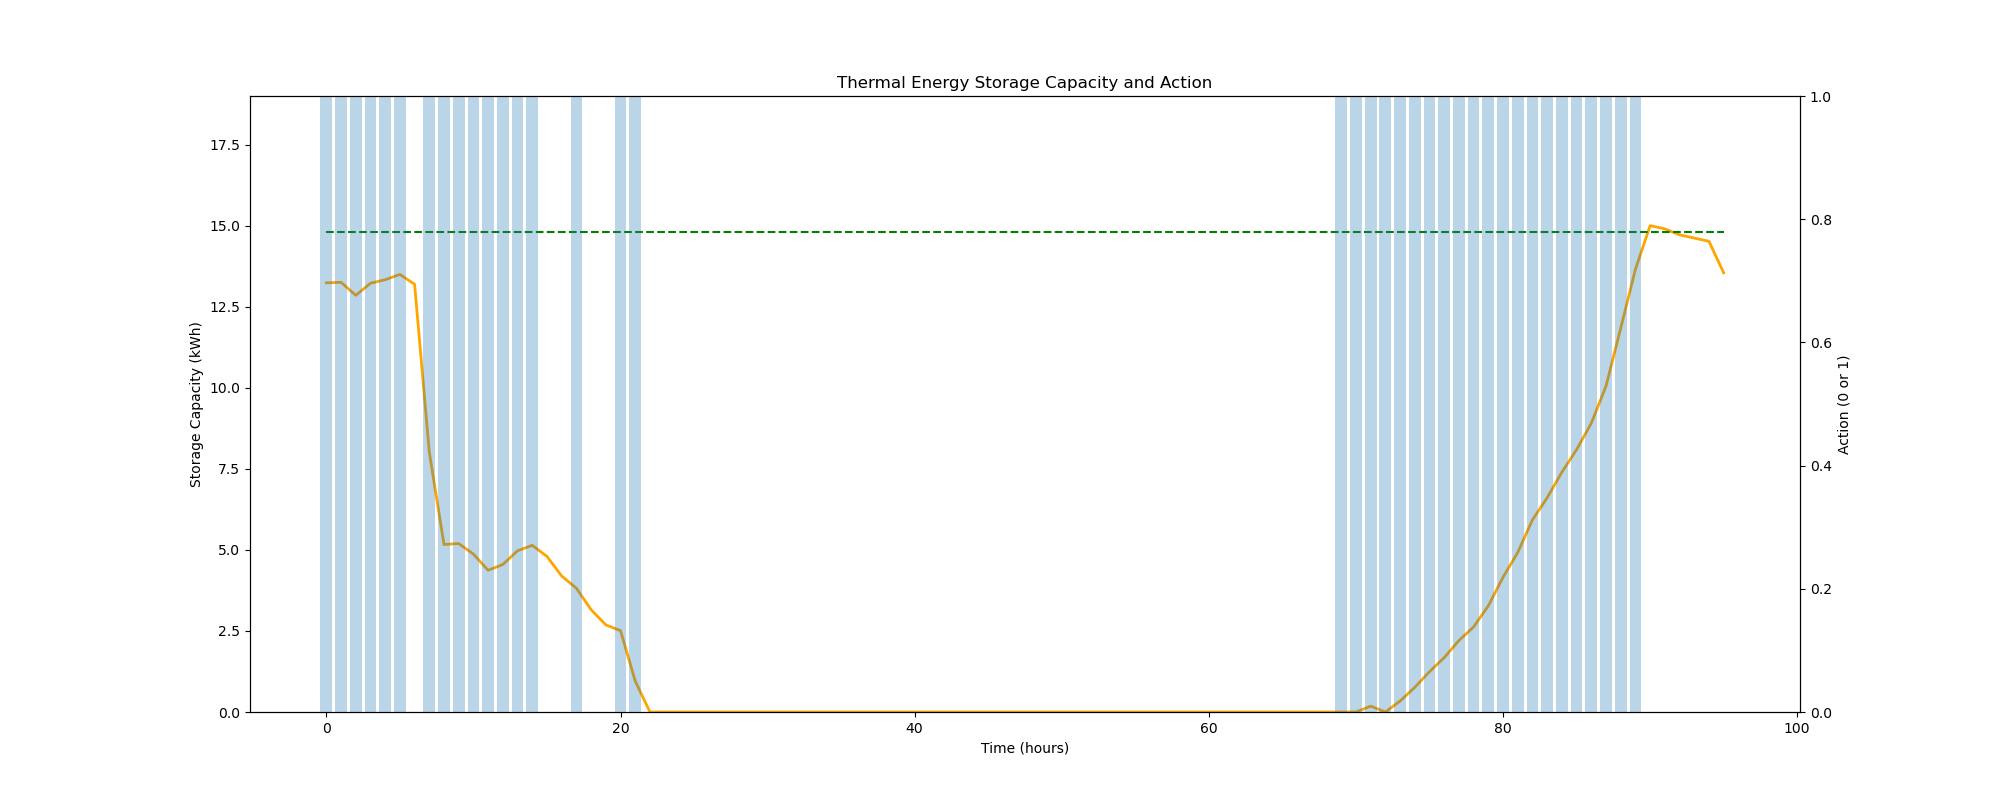 Thermal Energy Storage Capacity and Action
17.5
15.0
12.5
10.0
7.5
5.0
2.5
0.0
Storage Capacity (kWh)
1.0
0.8
0.6
0.4
0.2
0.0
Action (0 or 1)
0 20 40 60 80 100
Time (hours)